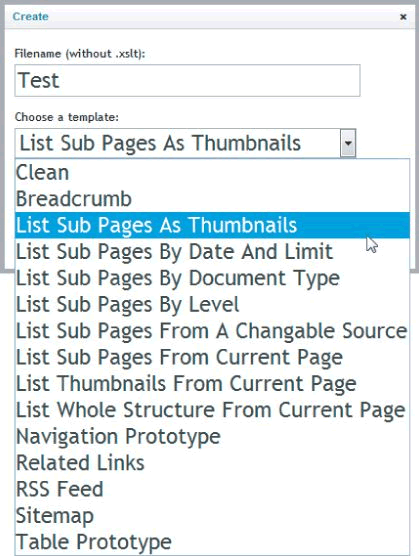 Create
Filename (without .xslt):
Test
Choose a template:
List Sub Pages As Thumbnails
Clean
Breadcrumb
List Sub Pages As Thumbnails
List Sub Pages By Date And Limit
List Sub Pages By Document Type
List Sub Pages By Level
List Sub Pages From A Changable Source
List Sub Pages From Current Page
List Thumbnails From Current Page
List Whole Structure From Current Page
Navigation Prototype
Related Links
RSS Feed
Sitemap
Table Prototype